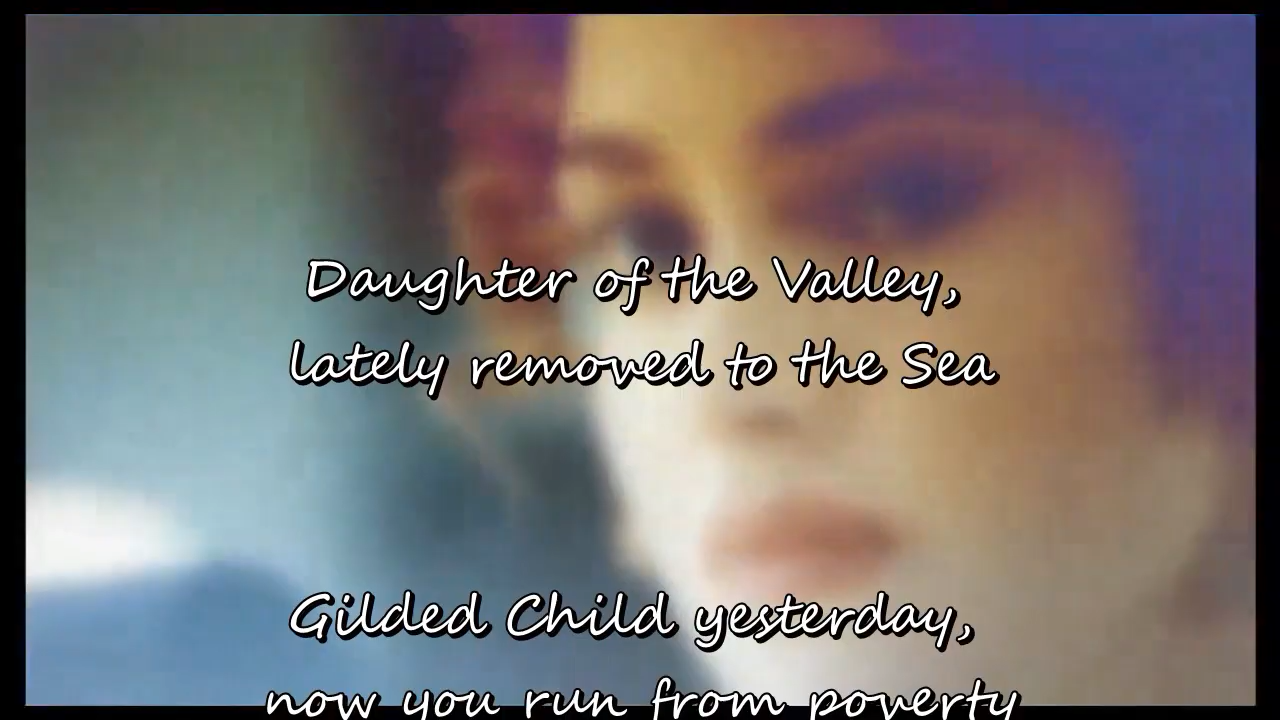 Daughter of the Valley,
lately removed to the Sea
Gilded Child yesterday,
now you run from poverty